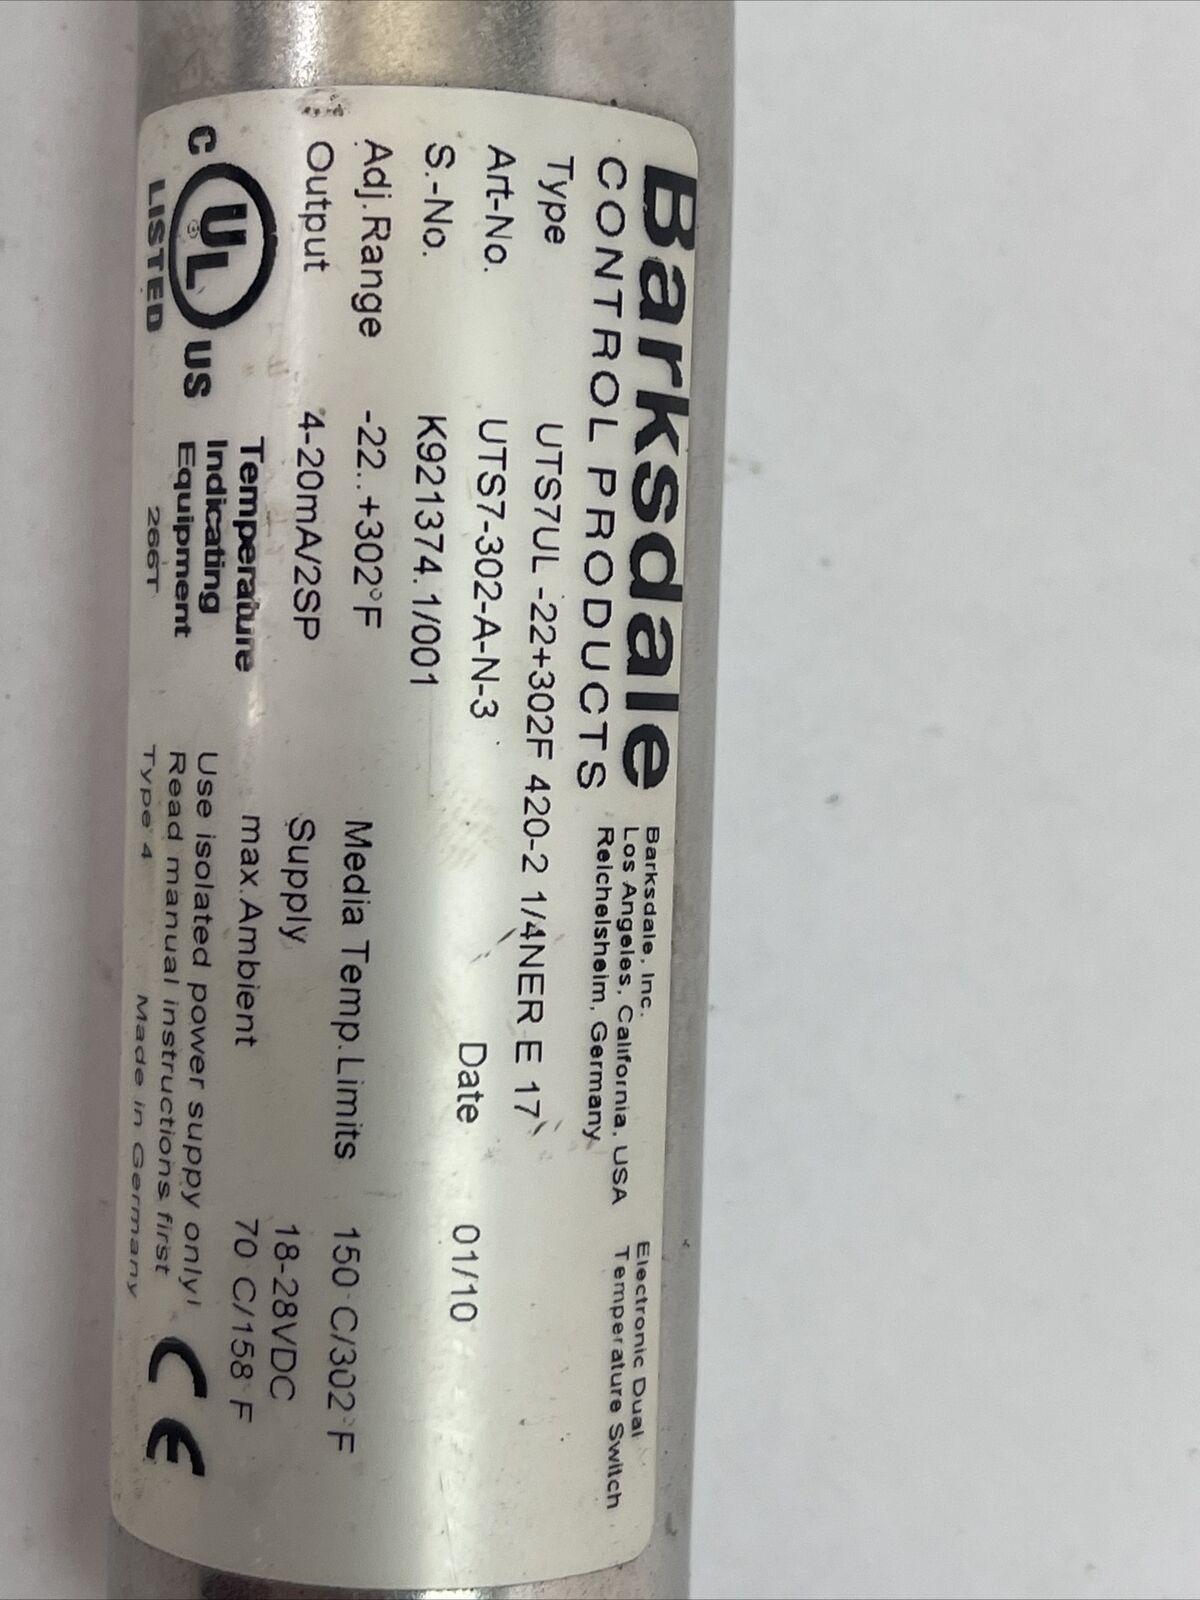 Barksdale
CONTROL PRODUCTS
Barksdale, Inc.
Los Angeles, California, USA
Reichelsheim, Germany
Electronic Dual
Temperature Switch
Type UTS7UL -22+302F 420-2 1/4NER E 17
Art-No. UTS7-302-A-N-3
Date 01/10
S.-No. K921374.1/001
Adj.Range -22..+302°F
Media Temp.Limits 150°C/302°F
Output 4-20mA/2SP
Supply 18-28VDC
max.Ambient 70°C/158°F
C UL US
LISTED
Temperature
Indicating
Equipment
266T
Use isolated power suppy only!
Read manual instructions first
Type 4 Made in Germany
CE